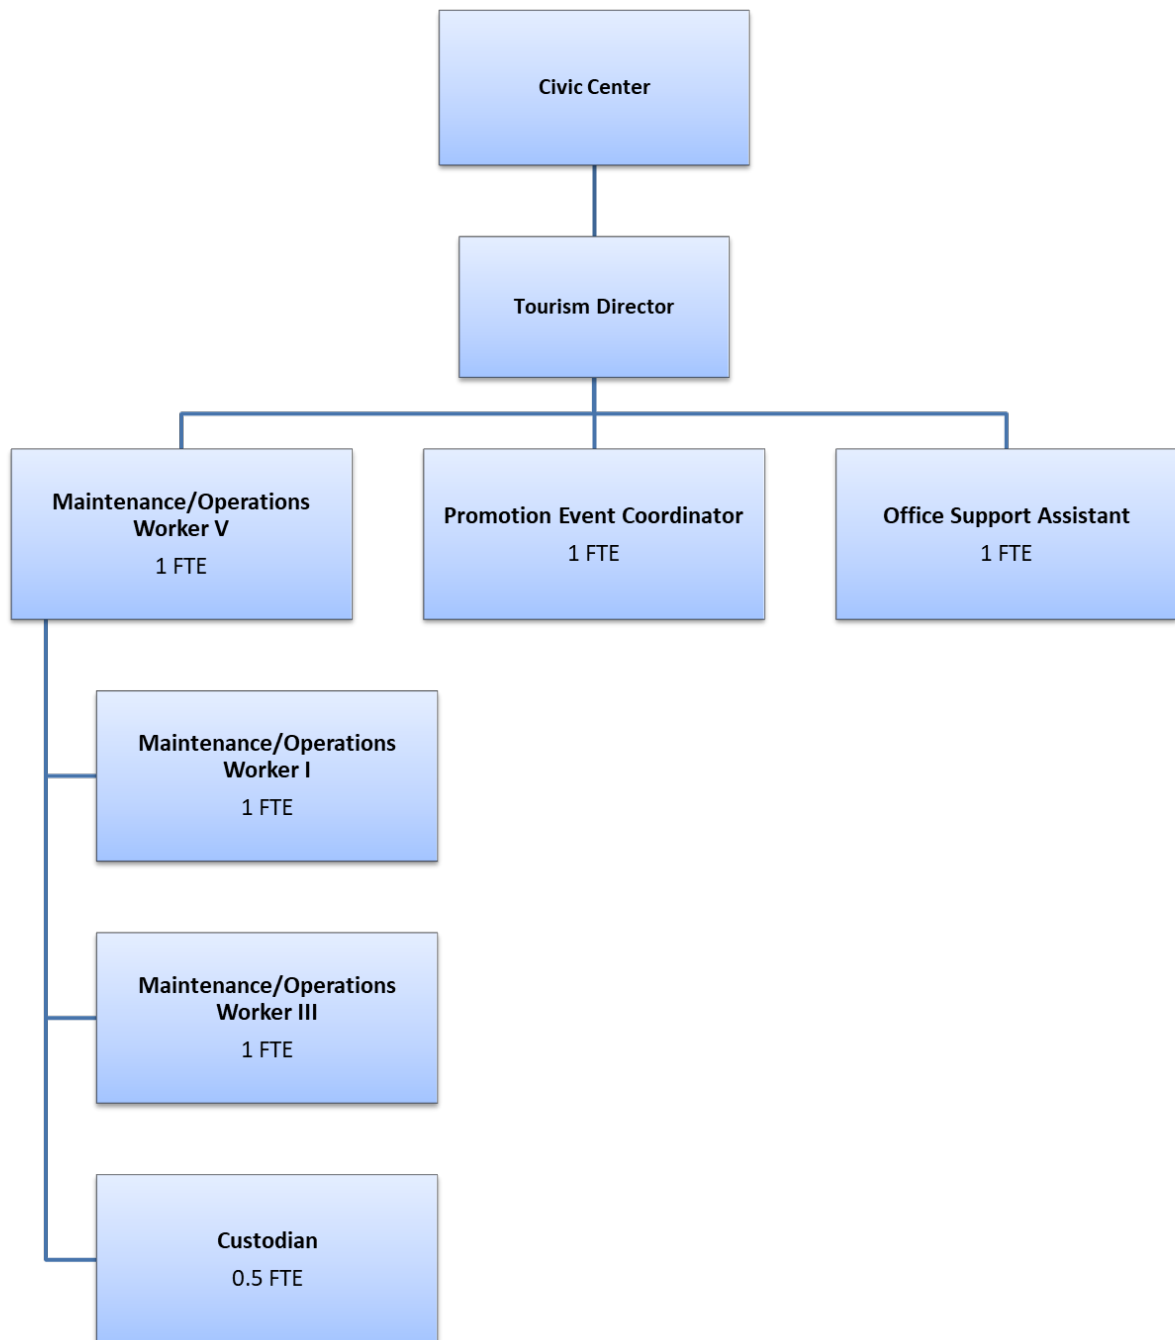 Civic Center
Tourism Director
Maintenance/Operations
Worker V
1 FTE
Promotion Event Coordinator
1 FTE
Office Support Assistant
1 FTE
Maintenance/Operations
Worker I
1 FTE
Maintenance/Operations
Worker III
1 FTE
Custodian
0.5 FTE